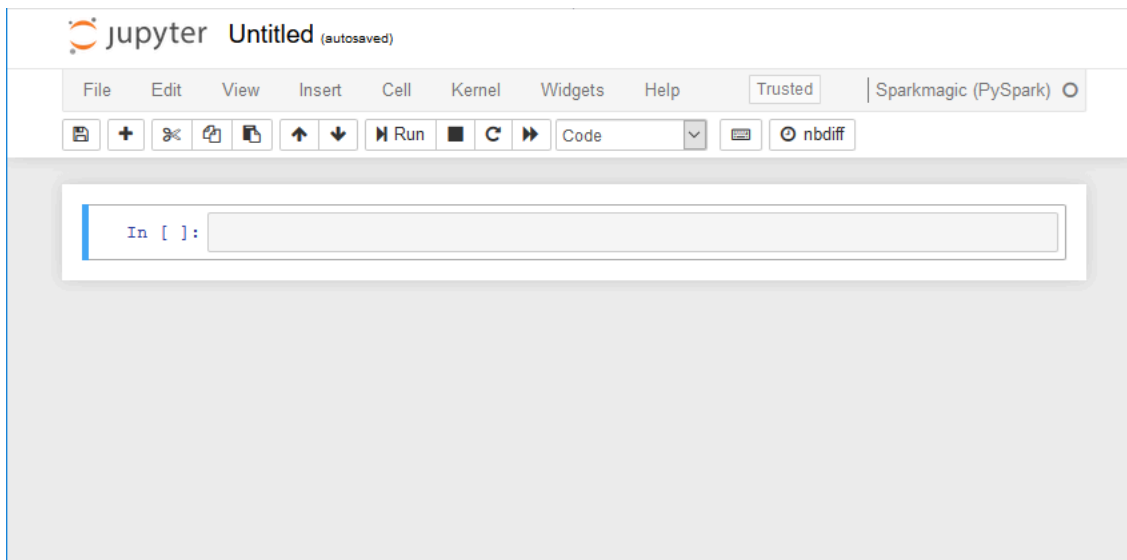 jupyter Untitled (autosaved)
File Edit View Insert Cell Kernel Widgets Help Trusted Sparkmagic (PySpark)
Run Code nbdiff
In [ ]: